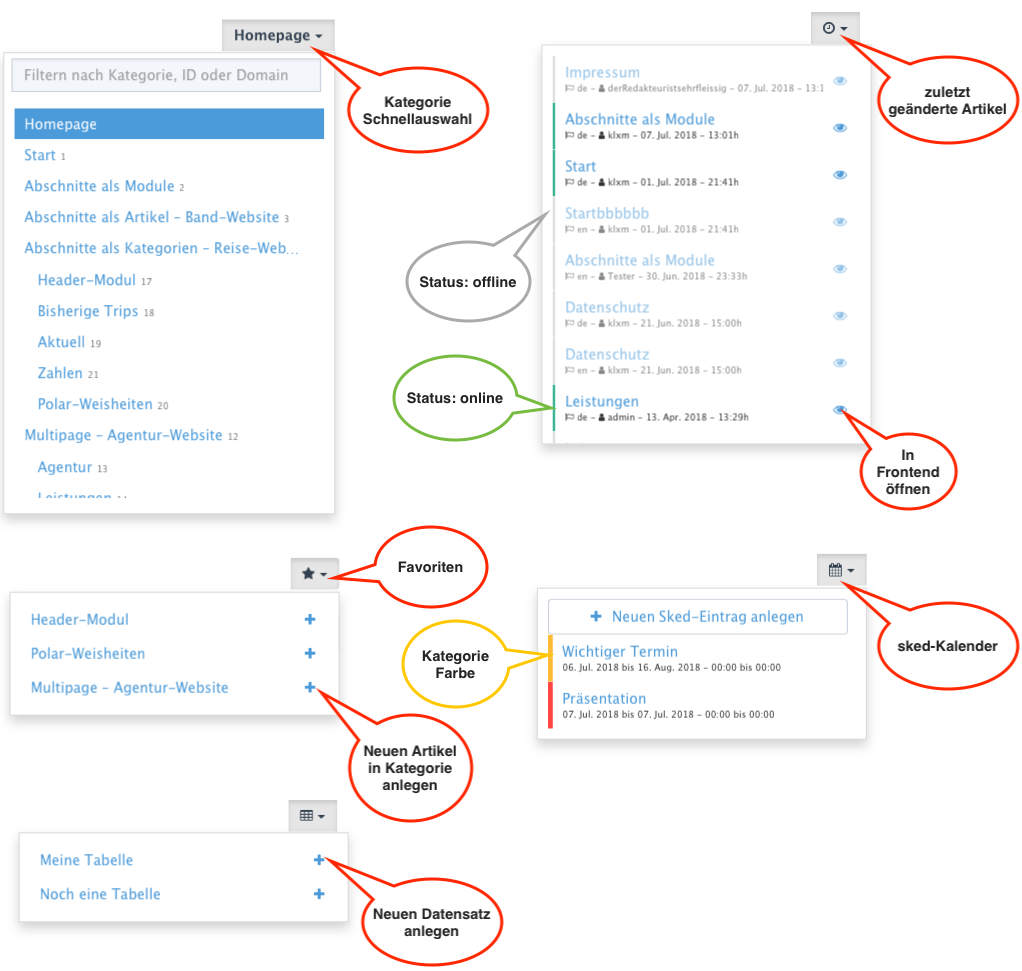 Homepage
Filtern nach Kategorie, ID oder Domain
Homepage
Start 1
Abschnitte als Module 2
Abschnitte als Artikel – Band-Website 3
Abschnitte als Kategorien – Reise-Web...
Header-Modul 17
Bisherige Trips 18
Aktuell 19
Zahlen 21
Polar-Weisheiten 20
Multipage – Agentur-Website 12
Agentur 13
Leistungen 14
Kategorie
Schnellauswahl
Impressum
de – derRedakteuristsehrfleissig – 07. Jul. 2018 – 13:1
Abschnitte als Module
de – klxm – 07. Jul. 2018 – 13:01h
Start
de – klxm – 01. Jul. 2018 – 21:41h
Startbbbbbb
en – klxm – 01. Jul. 2018 – 21:41h
Abschnitte als Module
en – Tester – 30. Jun. 2018 – 23:33h
Datenschutz
de – klxm – 21. Jun. 2018 – 15:00h
Datenschutz
en – klxm – 21. Jun. 2018 – 15:00h
Leistungen
de – admin – 13. Apr. 2018 – 13:29h
zuletzt
geänderte Artikel
Status: offline
Status: online
In
Frontend
öffnen
Favoriten
Header-Modul
Polar-Weisheiten
Multipage – Agentur-Website
Neuen Artikel
in Kategorie
anlegen
Neuen Sked-Eintrag anlegen
Wichtiger Termin
06. Jul. 2018 bis 16. Aug. 2018 – 00:00 bis 00:00
Präsentation
07. Jul. 2018 bis 07. Jul. 2018 – 00:00 bis 00:00
Kategorie
Farbe
sked-Kalender
Meine Tabelle
Noch eine Tabelle
Neuen Datensatz
anlegen